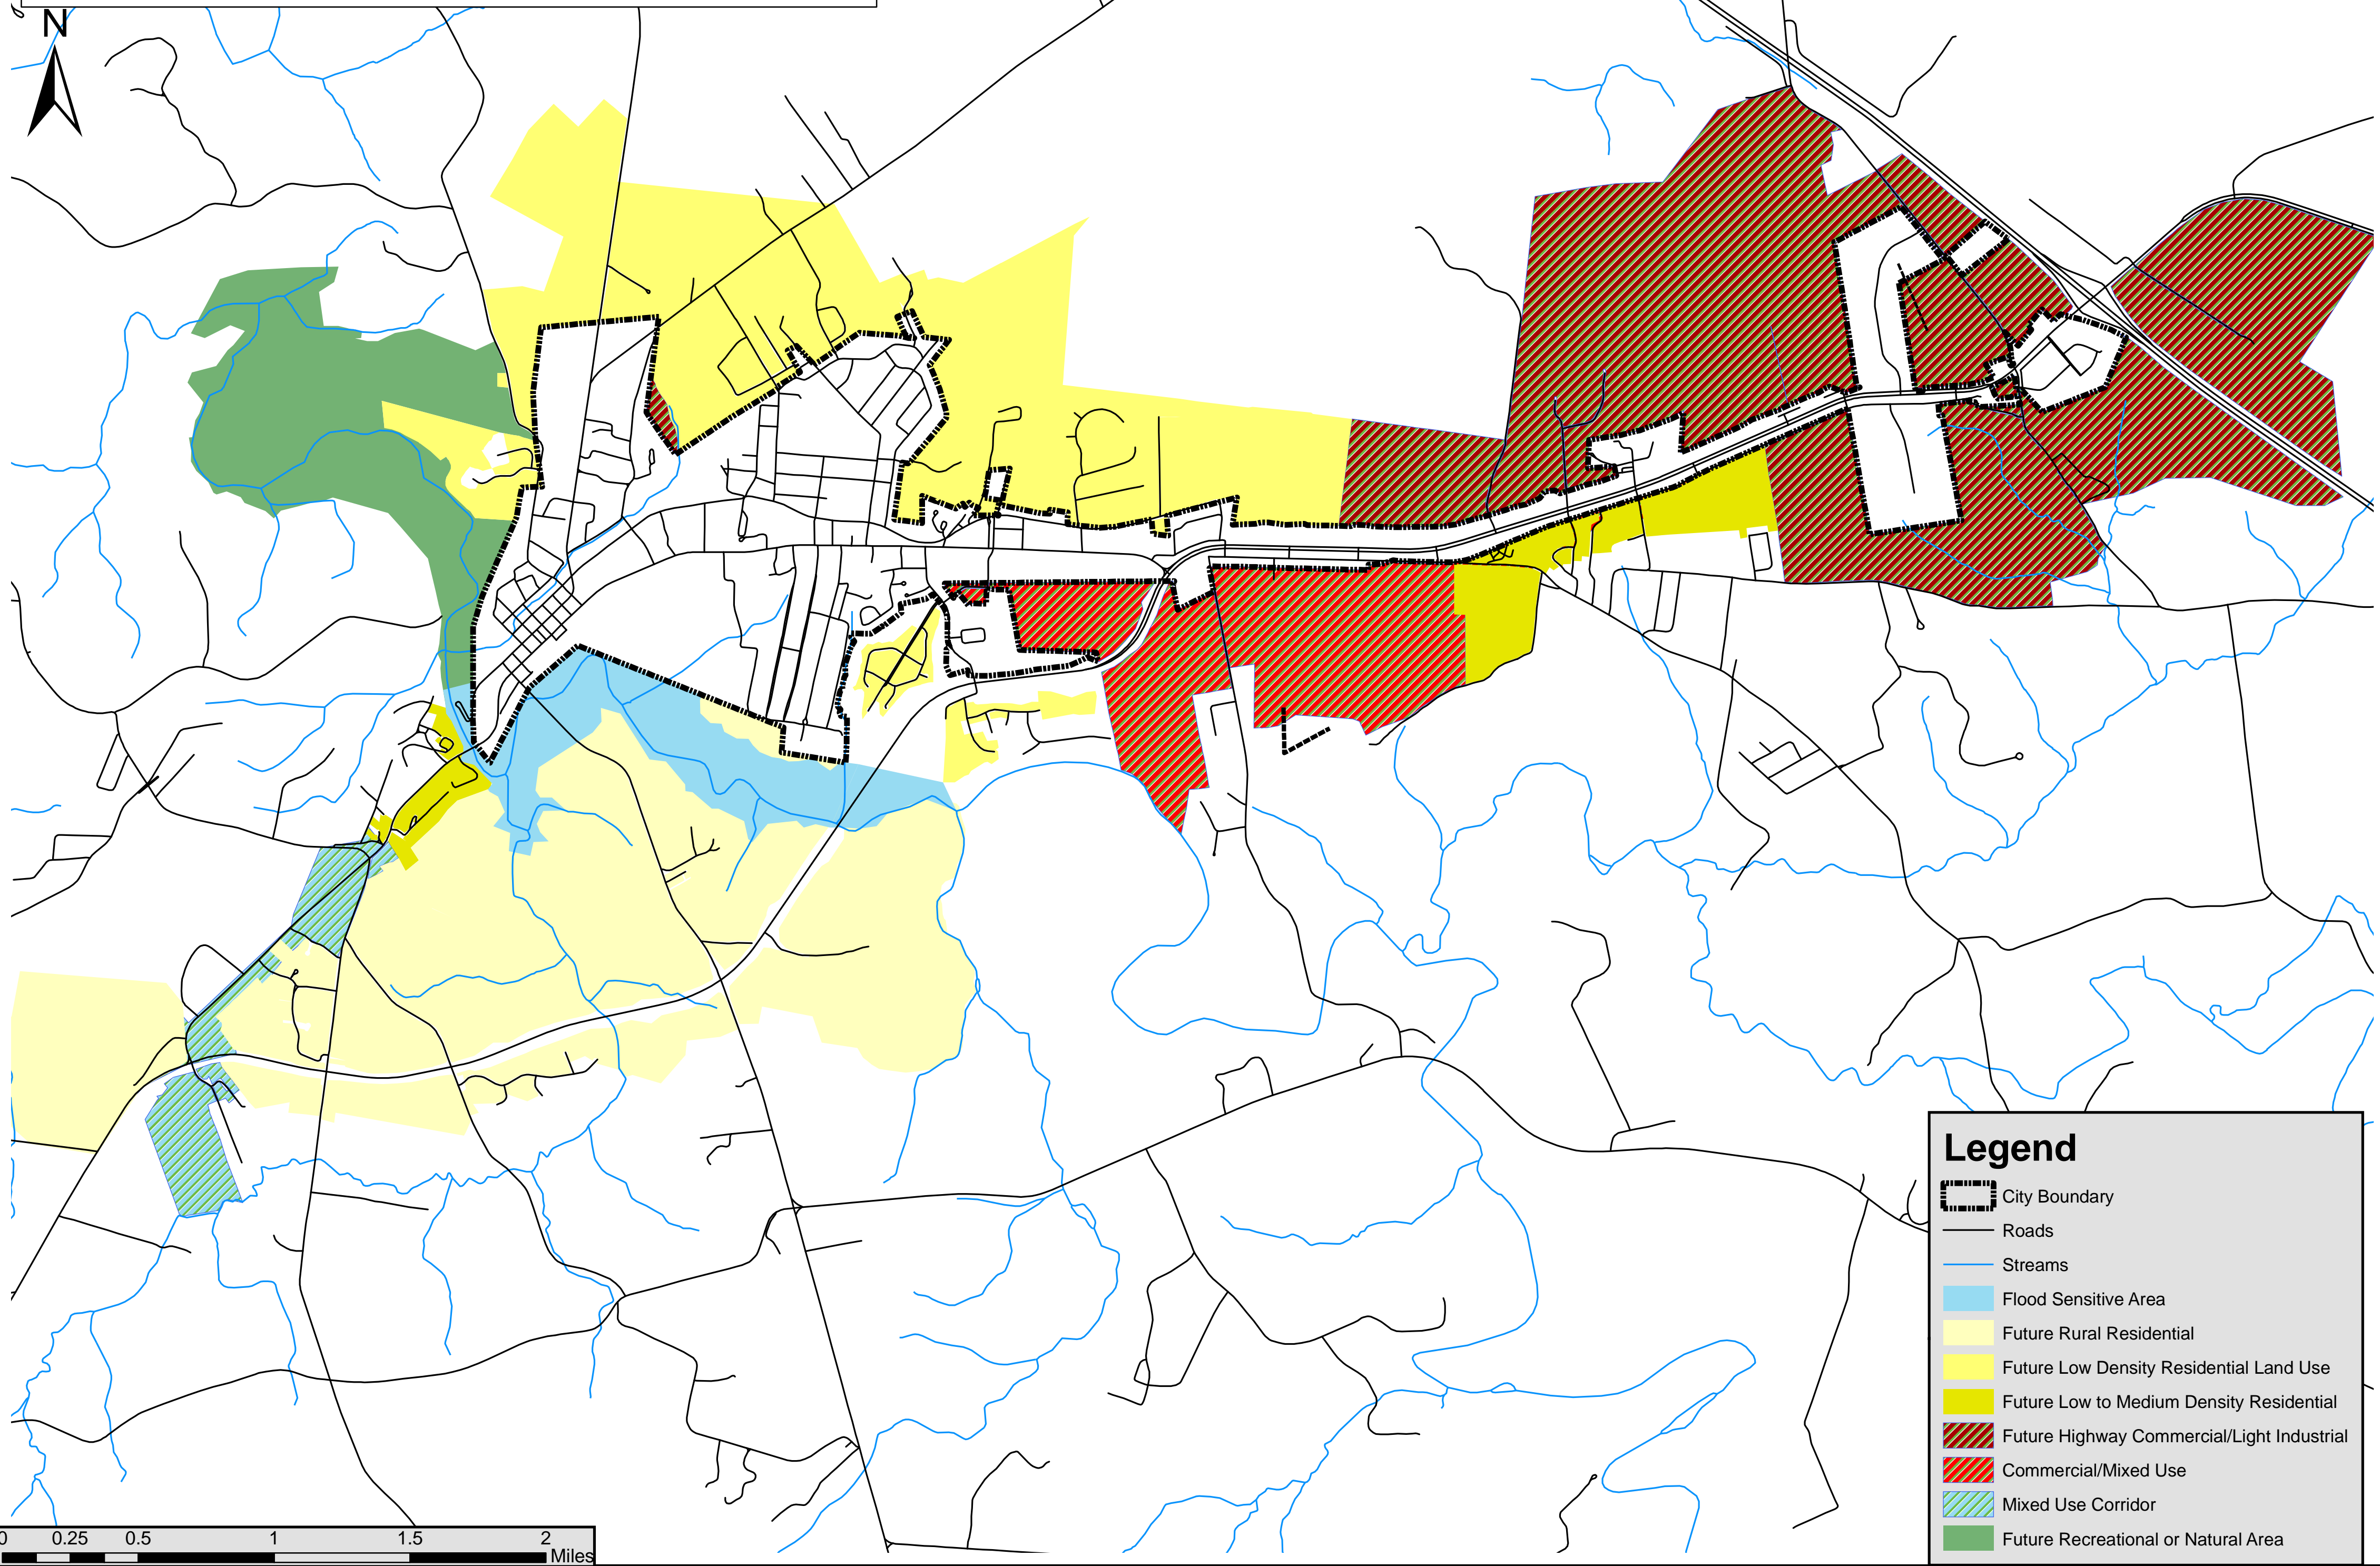 N
Legend
City Boundary
Roads
Streams
Flood Sensitive Area
Future Rural Residential
Future Low Density Residential Land Use
Future Low to Medium Density Residential
Future Highway Commercial/Light Industrial
Commercial/Mixed Use
Mixed Use Corridor
Future Recreational or Natural Area
0 0.25 0.5 1 1.5 2
Miles